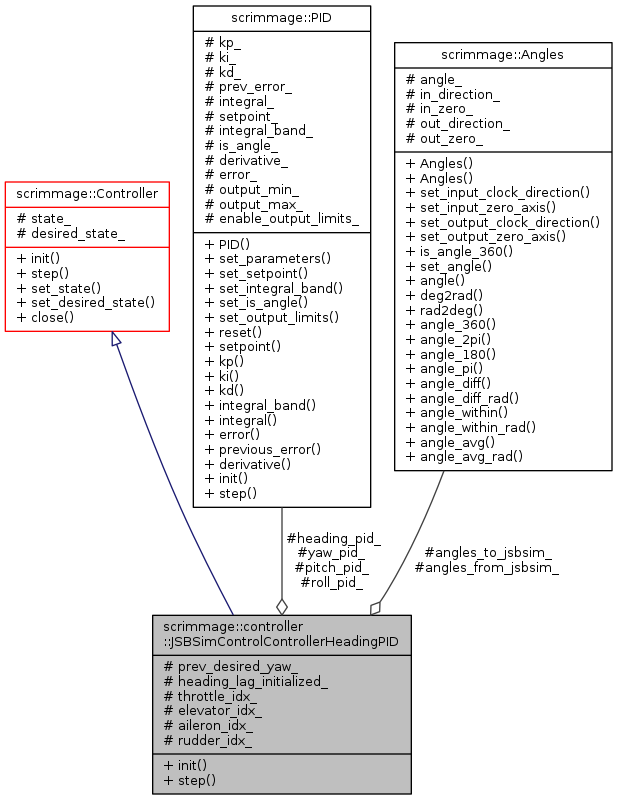 scrimmage::PID
# kp_
# ki_
# kd_
# prev_error_
# integral_
# setpoint_
# integral_band_
# is_angle_
# derivative_
# error_
# output_min_
# output_max_
# enable_output_limits_
+ PID()
+ set_parameters()
+ set_setpoint()
+ set_integral_band()
+ set_is_angle()
+ set_output_limits()
+ reset()
+ setpoint()
+ kp()
+ ki()
+ kd()
+ integral_band()
+ integral()
+ error()
+ previous_error()
+ derivative()
+ init()
+ step()
scrimmage::Angles
# angle_
# in_direction_
# in_zero_
# out_direction_
# out_zero_
+ Angles()
+ Angles()
+ set_input_clock_direction()
+ set_input_zero_axis()
+ set_output_clock_direction()
+ set_output_zero_axis()
+ is_angle_360()
+ set_angle()
+ angle()
+ deg2rad()
+ rad2deg()
+ angle_360()
+ angle_2pi()
+ angle_180()
+ angle_pi()
+ angle_diff()
+ angle_diff_rad()
+ angle_within()
+ angle_within_rad()
+ angle_avg()
+ angle_avg_rad()
scrimmage::Controller
# state_
# desired_state_
+ init()
+ step()
+ set_state()
+ set_desired_state()
+ close()
#heading_pid_
#yaw_pid_
#pitch_pid_
#roll_pid_
#angles_to_jsbsim_
#angles_from_jsbsim_
scrimmage::controller
::JSBSimControlControllerHeadingPID
# prev_desired_yaw_
# heading_lag_initialized_
# throttle_idx_
# elevator_idx_
# aileron_idx_
# rudder_idx_
+ init()
+ step()